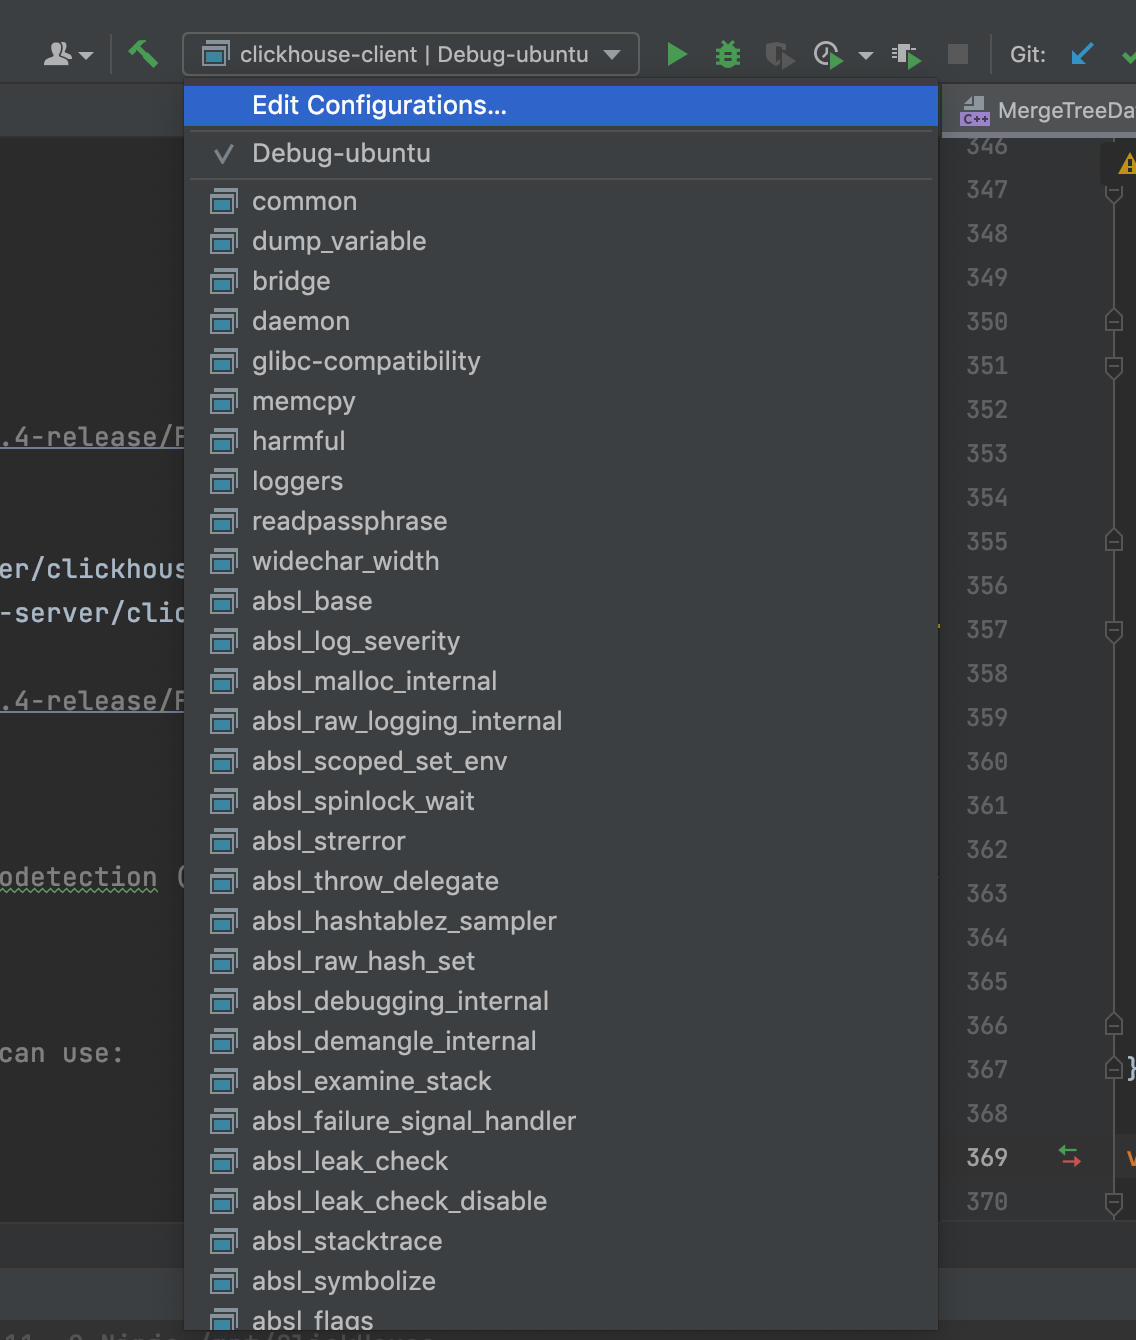 clickhouse-client | Debug-ubuntu
Git:
Edit Configurations...
Debug-ubuntu
common
dump_variable
bridge
daemon
glibc-compatibility
memcpy
harmful
loggers
readpassphrase
widechar_width
absl_base
absl_log_severity
absl_malloc_internal
absl_raw_logging_internal
absl_scoped_set_env
absl_spinlock_wait
absl_strerror
absl_throw_delegate
absl_hashtablez_sampler
absl_raw_hash_set
absl_debugging_internal
absl_demangle_internal
absl_examine_stack
absl_failure_signal_handler
absl_leak_check
absl_leak_check_disable
absl_stacktrace
absl_symbolize
absl_flags
.4-release/
er/clickhous
-server/clic
.4-release/
odetection (
can use:
C++ MergeTreeDa
346
347
348
349
350
351
352
353
354
355
356
357
358
359
360
361
362
363
364
365
366
367 }
368
369 v
370